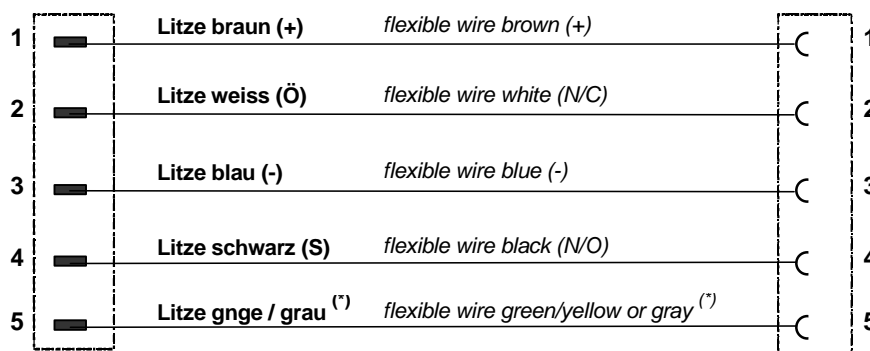 1 Litze braun (+) flexible wire brown (+) 1
2 Litze weiss (Ö) flexible wire white (N/C) 2
3 Litze blau (-) flexible wire blue (-) 3
4 Litze schwarz (S) flexible wire black (N/O) 4
5 Litze gnge / grau (*) flexible wire green/yellow or gray (*) 5